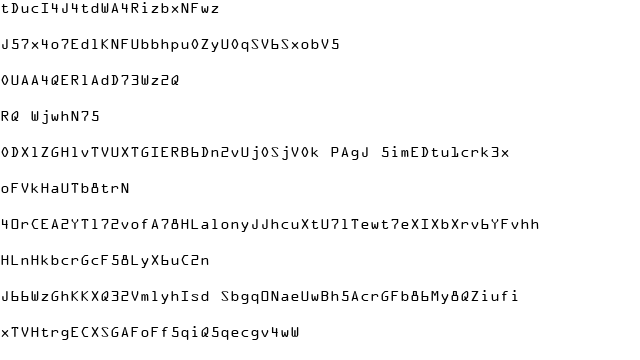 tDucI4J4tdWA4RizbxNFwz
J57x4o7EdlKNFUbbhpu0ZyU0qSV6SxobV5
0UAA4QERlAdD73Wz2Q
RQ WjwhN75
0DXlZGHlvTVUXTGIERB6Dn2vUj0SjV0k PAgJ 5imEDtu1crk3x
oFVkHaUTb8trN
4OrCEA2YTl72vofA78HLalonyJJhcuXtU7lTewt7eXIXbXrv6YFvhh
HLnHkbcrGcF58LyX6uC2n
J66WzGhKKXQ32VmlyhIsd SbgqONaeUwBh5AcrGFb86My8QZiufi
xTVHtrgECXSGAFoFf5qiQ5qecgv4wW